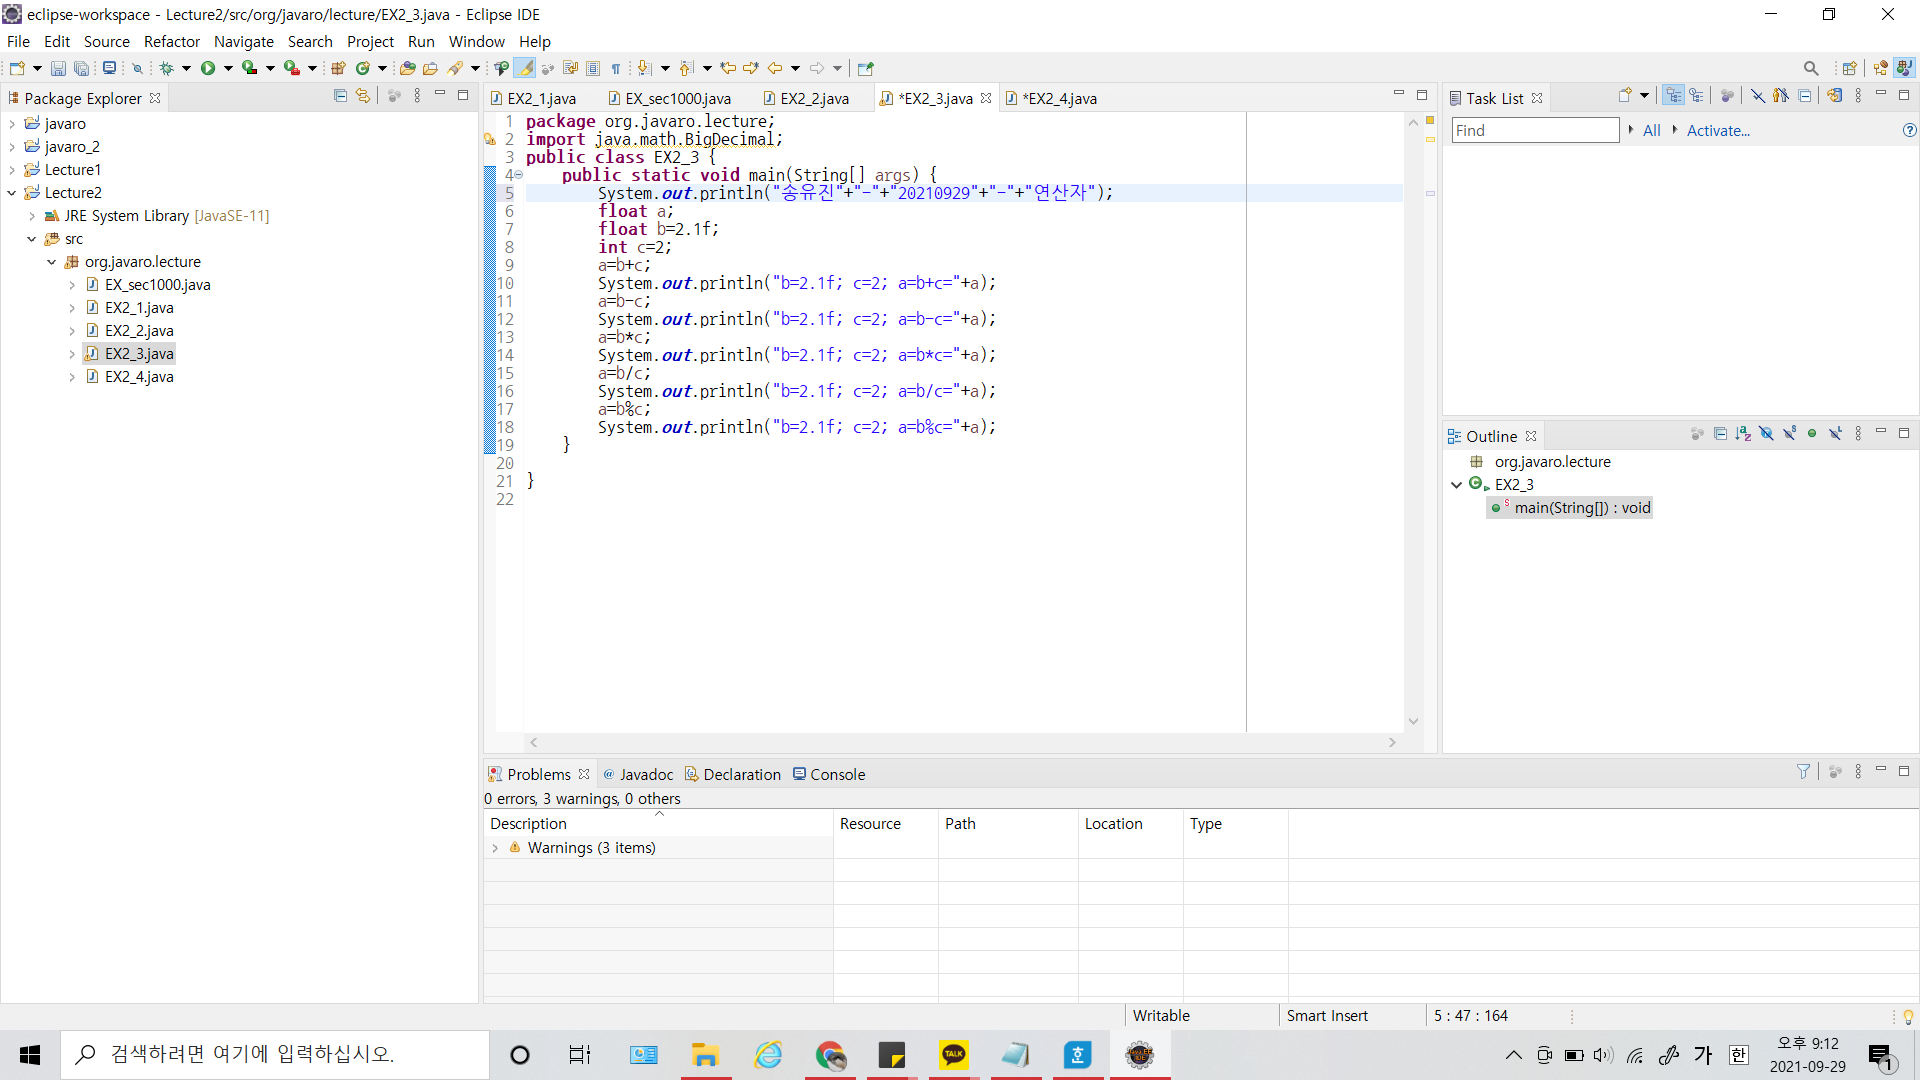 eclipse-workspace - Lecture2/src/org/javaro/lecture/EX2_3.java - Eclipse IDE
File Edit Source Refactor Navigate Search Project Run Window Help
Package Explorer
javaro
javaro_2
Lecture1
Lecture2
JRE System Library [JavaSE-11]
src
org.javaro.lecture
EX_sec1000.java
EX2_1.java
EX2_2.java
EX2_3.java
EX2_4.java
EX2_1.java EX_sec1000.java EX2_2.java *EX2_3.java *EX2_4.java
1 package org.javaro.lecture;
2 import java.math.BigDecimal;
3 public class EX2_3 {
4 public static void main(String[] args) {
5 System.out.println("송유진"+"-"+"20210929"+"-"+"연산자");
6 float a;
7 float b=2.1f;
8 int c=2;
9 a=b+c;
10 System.out.println("b=2.1f; c=2; a=b+c="+a);
11 a=b-c;
12 System.out.println("b=2.1f; c=2; a=b-c="+a);
13 a=b*c;
14 System.out.println("b=2.1f; c=2; a=b*c="+a);
15 a=b/c;
16 System.out.println("b=2.1f; c=2; a=b/c="+a);
17 a=b%c;
18 System.out.println("b=2.1f; c=2; a=b%c="+a);
19 }
20
21 }
22
Task List
Find All Activate...
Outline
org.javaro.lecture
EX2_3
main(String[]) : void
Problems Javadoc Declaration Console
0 errors, 3 warnings, 0 others
Description Resource Path Location Type
Warnings (3 items)
Writable Smart Insert 5 : 47 : 164
검색하려면 여기에 입력하십시오.
TALK
가 한
오후 9:12
2021-09-29
1